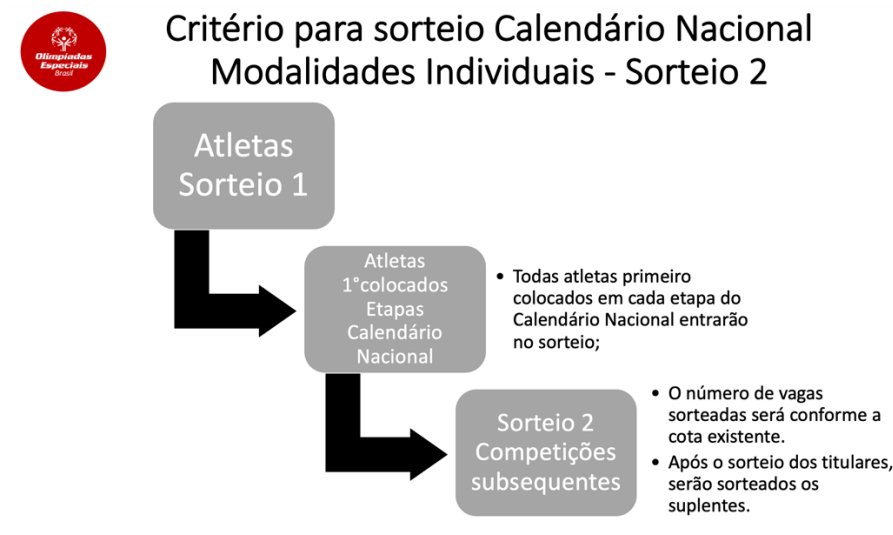 Olimpíadas
Especiais
Brasil
Critério para sorteio Calendário Nacional
Modalidades Individuais - Sorteio 2
Atletas
Sorteio 1
Atletas
1°colocados
Etapas
Calendário
Nacional
• Todas atletas primeiro
colocados em cada etapa do
Calendário Nacional entrarão
no sorteio;
Sorteio 2
Competições
subsequentes
• O número de vagas
sorteadas será conforme a
cota existente.
• Após o sorteio dos titulares,
serão sorteados os
suplentes.